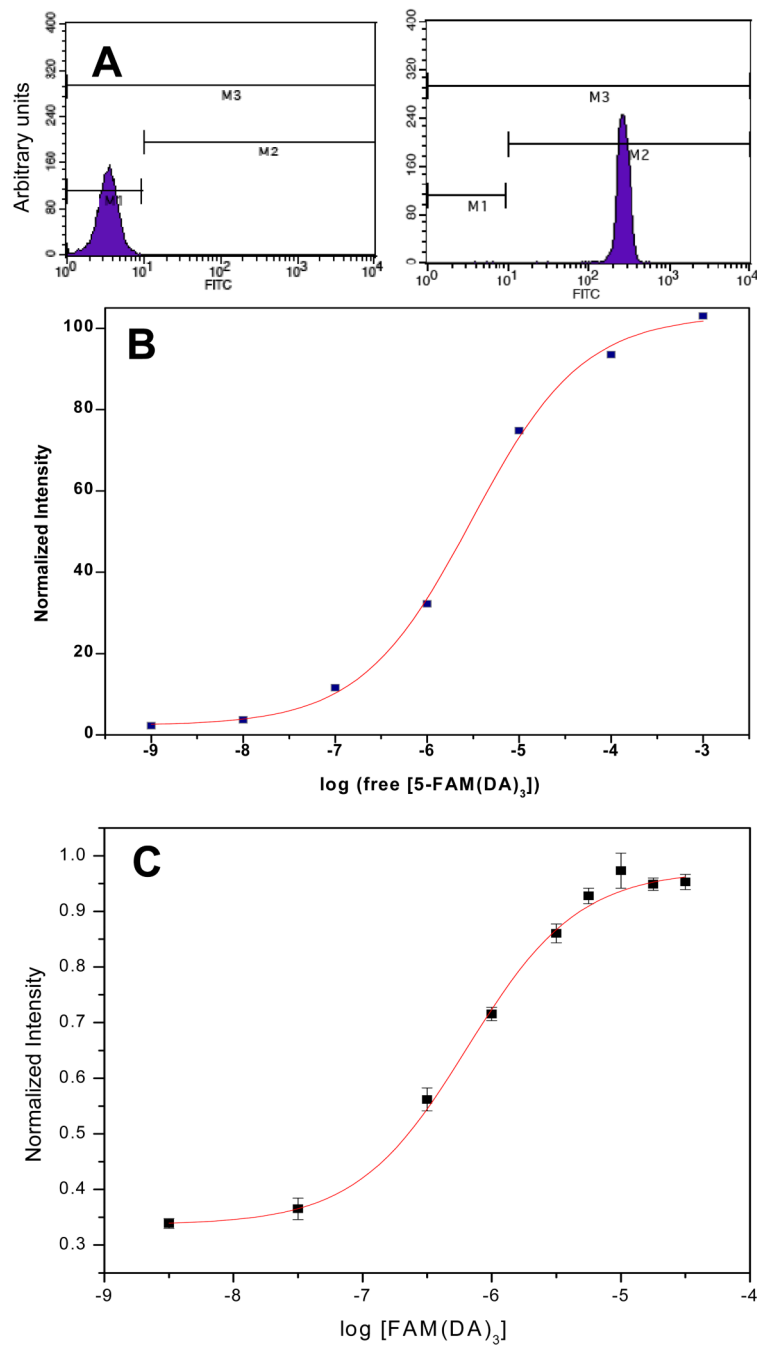 A
Arbitrary units
400
320
240
160
80
0
M3
M2
M1
10^0 10^1 10^2 10^3 10^4
FITC
400
320
240
160
80
0
M3
M2
M1
10^0 10^1 10^2 10^3 10^4
FITC
B
Normalized Intensity
100
80
60
40
20
0
-9 -8 -7 -6 -5 -4 -3
log (free [5-FAM(DA)₃])
C
Normalized Intensity
1.0
0.9
0.8
0.7
0.6
0.5
0.4
0.3
-9 -8 -7 -6 -5 -4
log [FAM(DA)₃]